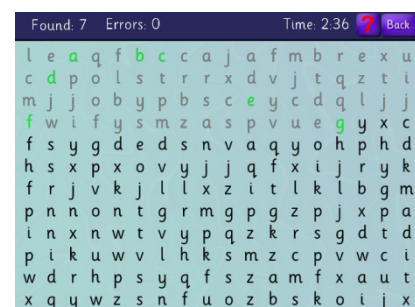 Found: 7 Errors: 0 Time: 2:36 ? Back
l e a q f b c c a j a f m b r e x u
c d p o l s t r r x d v j t q z t i
m j j o b y p b s c e y c d q l j j
f w i f y s m z a s p v u e g y x c
f s y g d e d s n v a q y o h p h d
h s x p x o v y j j q f x i j r y k
f r j v k j l l x z i t l k l b g m
p n n o n t g r m g p g z p j x p a
i n x n w t v y p q z k r s g d t d
p i k u w v l h k s m z c p v w c i
w d r h p s y q f s z a m f x a u t
x q y w z s n f u o z b s k v i j x